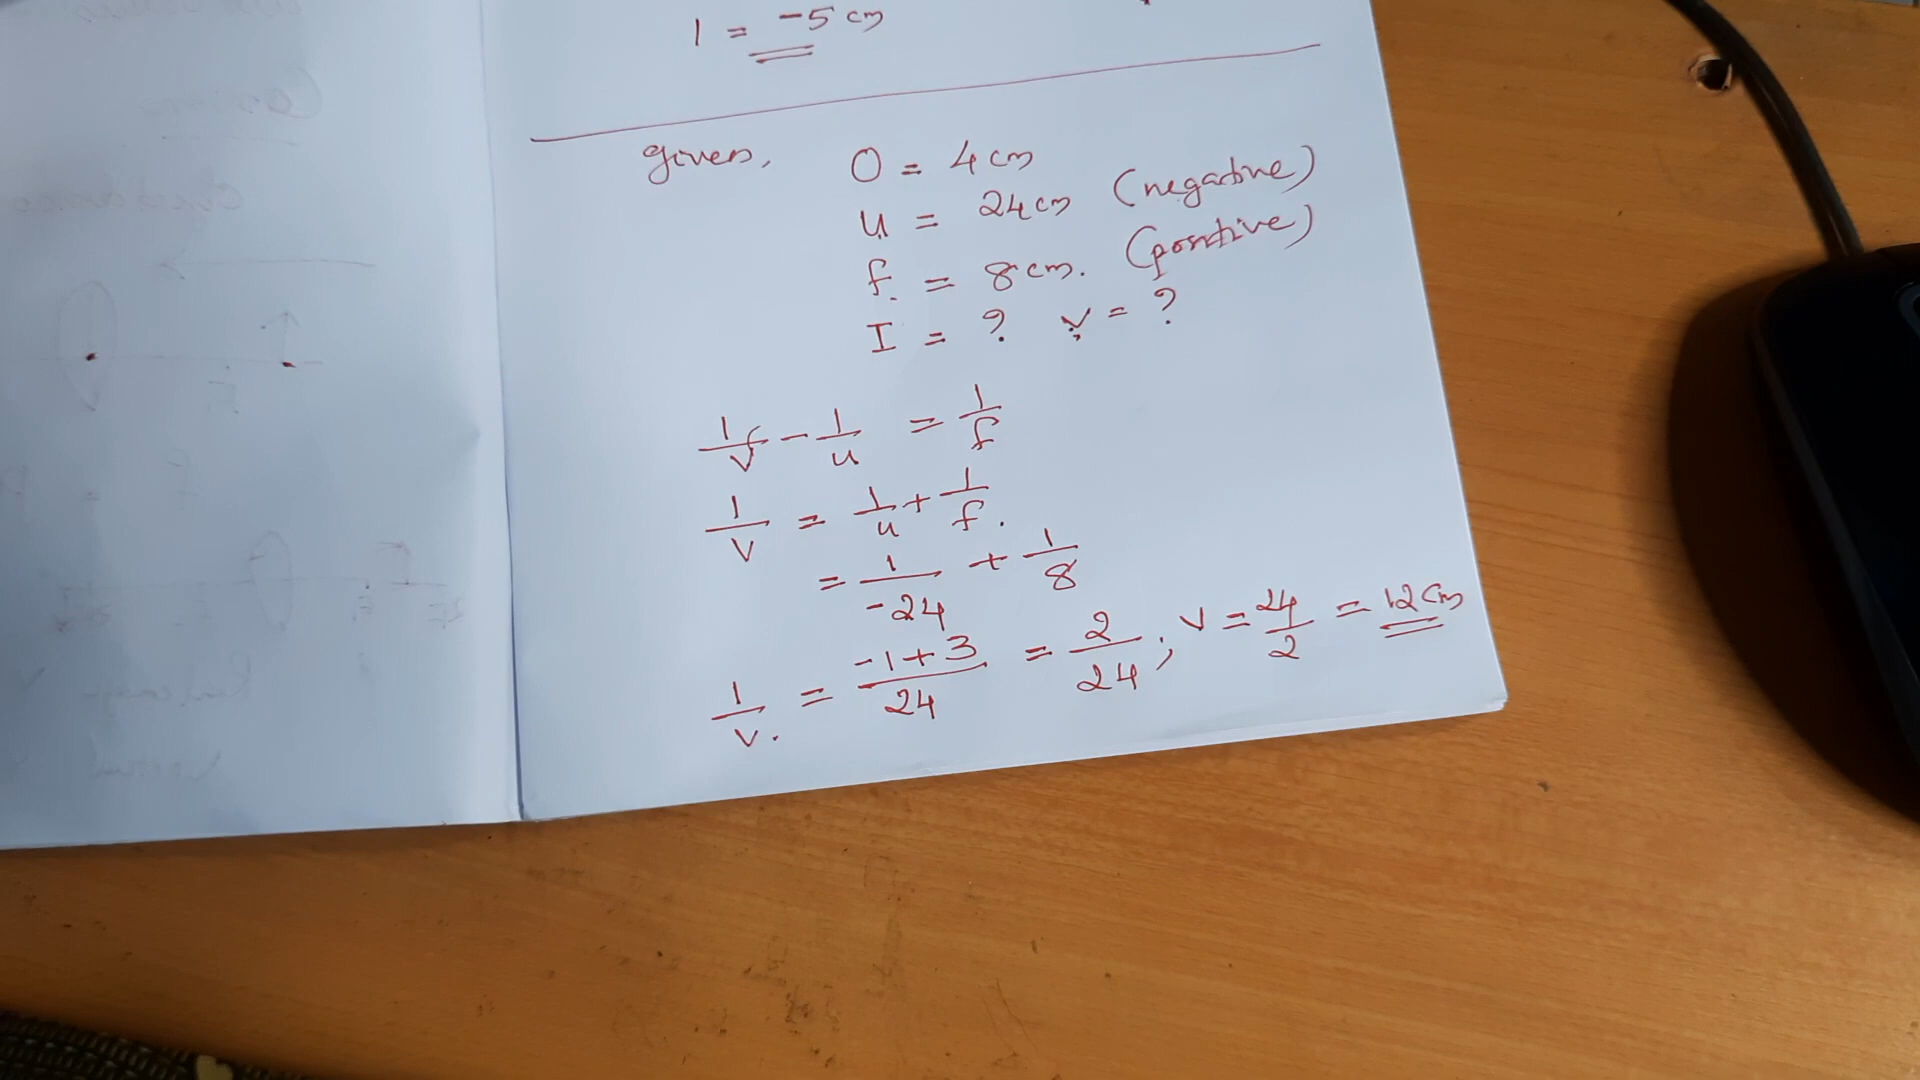 I = -5 cm
given, O = 4 cm
u = 24 cm (negative)
f = 8 cm. (positive)
I = ? v = ?
1/v - 1/u = 1/f
1/v = 1/u + 1/f.
= 1/-24 + 1/8
1/v. = -1+3/24 = 2/24 ; v = 24/2 = 12 cm